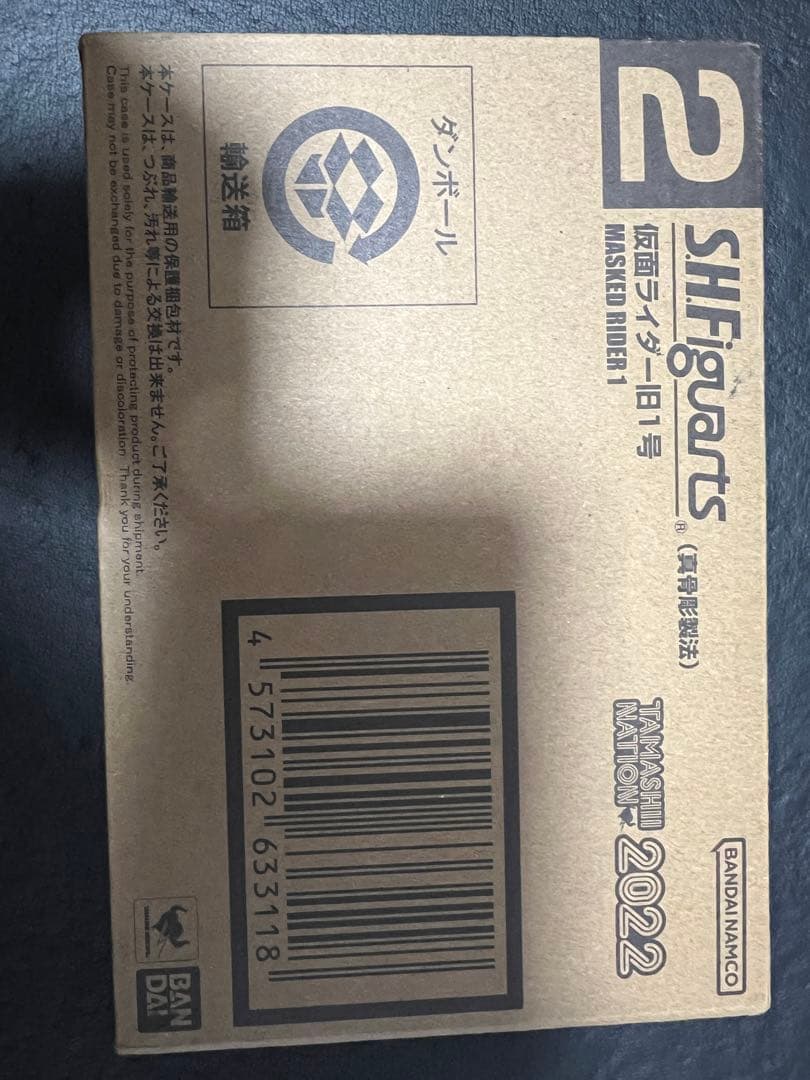 2
S.H.Figuarts® (真骨彫製法)
仮面ライダー旧1号
MASKED RIDER 1
BANDAI NAMCO
TAMASHII
NATION
2022
ダンボール
輸送箱
4 573102 633118
本ケースは、商品輸送用の保護梱包材です。
本ケースは、つぶれ、汚れ等による交換は出来ません。ご了承ください。
This case is used solely for the purpose of protecting product during shipment.
Case may not be exchanged due to damage or discoloration. Thank you for your understanding.
BAN
DAI